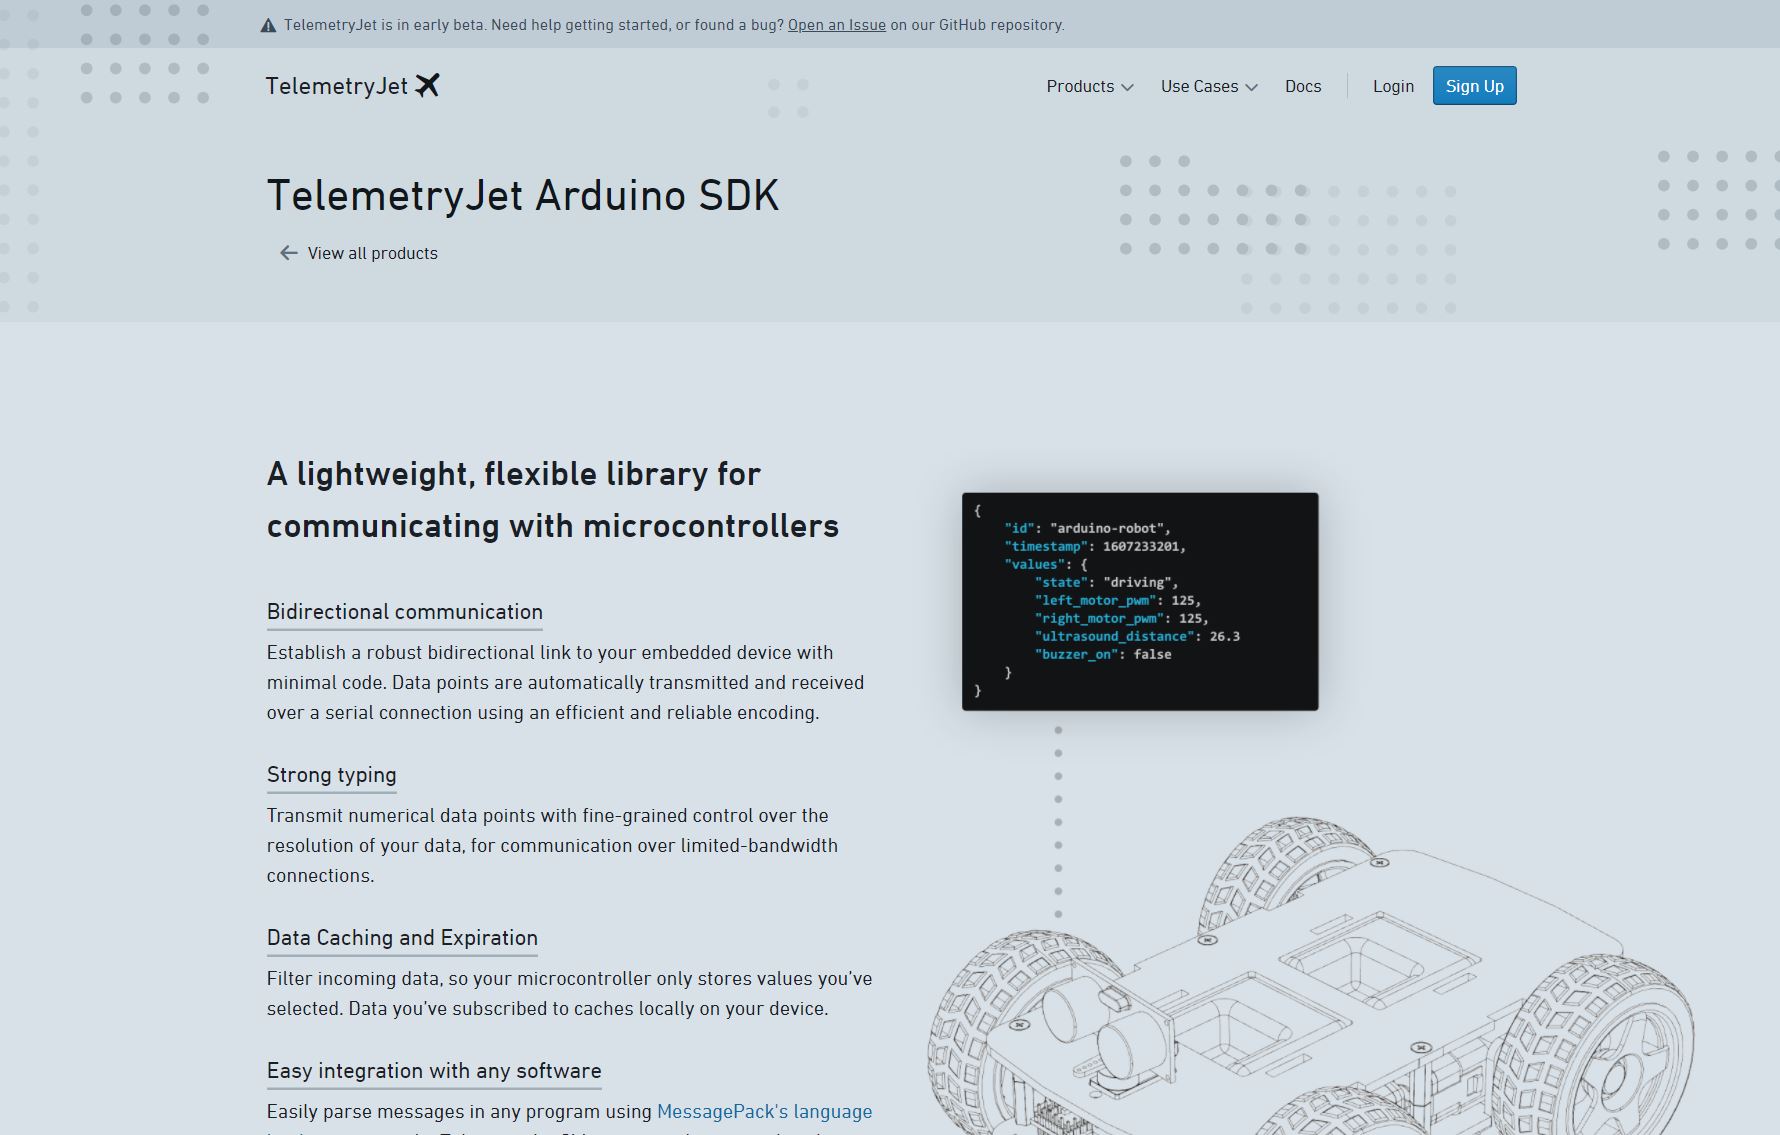 TelemetryJet is in early beta. Need help getting started, or found a bug? Open an Issue on our GitHub repository.
TelemetryJet
Products
Use Cases
Docs
Login
Sign Up
TelemetryJet Arduino SDK
View all products
A lightweight, flexible library for
communicating with microcontrollers
Bidirectional communication
Establish a robust bidirectional link to your embedded device with
minimal code. Data points are automatically transmitted and received
over a serial connection using an efficient and reliable encoding.
Strong typing
Transmit numerical data points with fine-grained control over the
resolution of your data, for communication over limited-bandwidth
connections.
Data Caching and Expiration
Filter incoming data, so your microcontroller only stores values you’ve
selected. Data you’ve subscribed to caches locally on your device.
Easy integration with any software
Easily parse messages in any program using MessagePack's language
{
"id": "arduino-robot",
"timestamp": 1607233201,
"values": {
"state": "driving",
"left_motor_pwm": 125,
"right_motor_pwm": 125,
"ultrasound_distance": 26.3
"buzzer_on": false
}
}